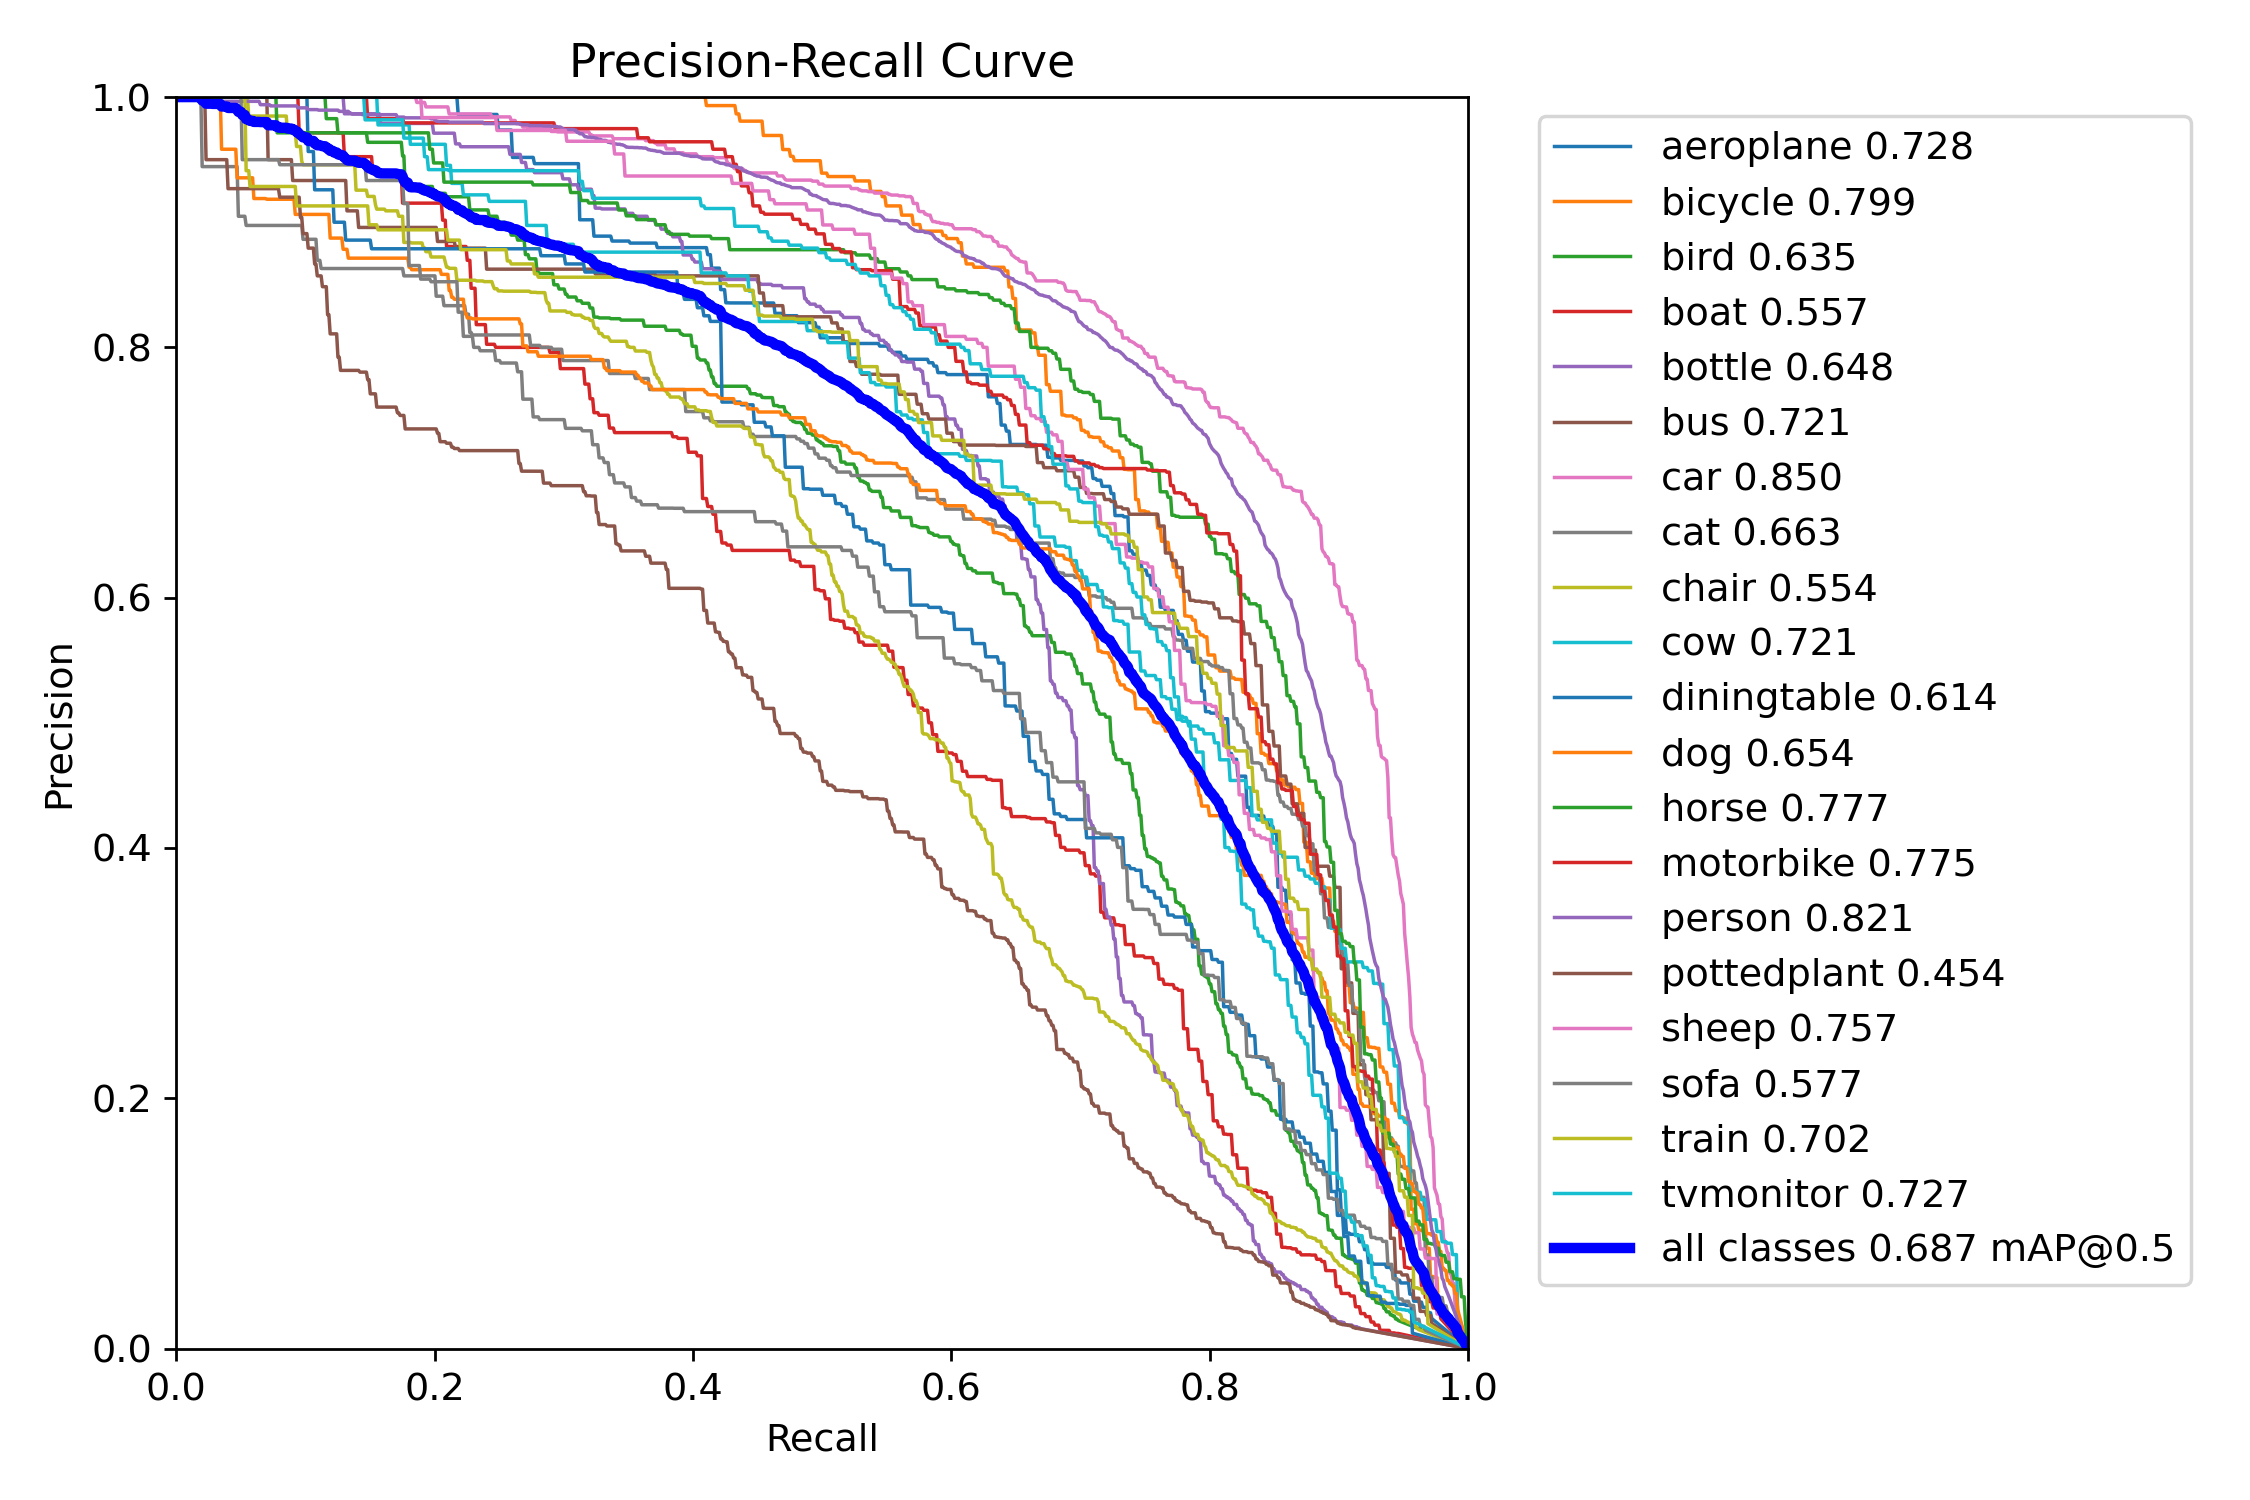 Precision-Recall Curve
1.0
0.8
0.6
0.4
0.2
0.0
Precision
0.0 0.2 0.4 0.6 0.8 1.0
Recall
aeroplane 0.728
bicycle 0.799
bird 0.635
boat 0.557
bottle 0.648
bus 0.721
car 0.850
cat 0.663
chair 0.554
cow 0.721
diningtable 0.614
dog 0.654
horse 0.777
motorbike 0.775
person 0.821
pottedplant 0.454
sheep 0.757
sofa 0.577
train 0.702
tvmonitor 0.727
all classes 0.687 mAP@0.5